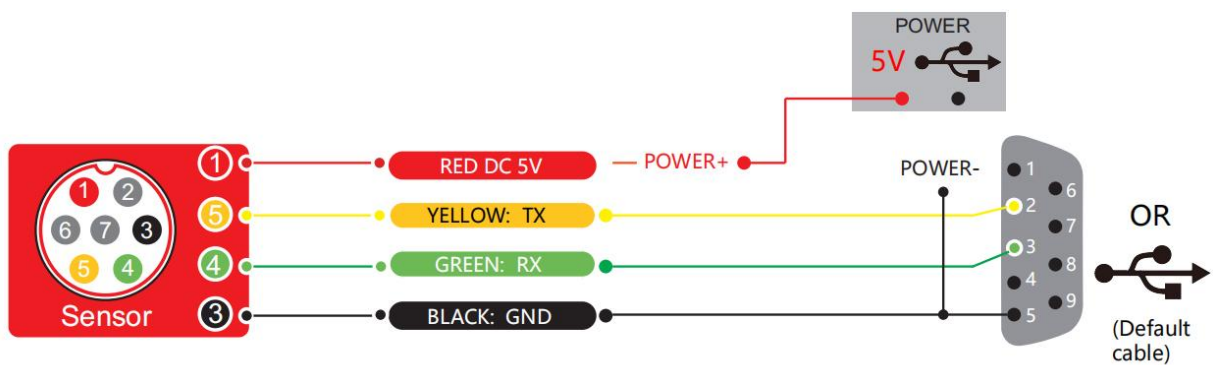 POWER
5V
1 RED DC 5V POWER+ POWER- 1
6
1 2
5 YELLOW: TX 2
OR
6 7 3
7
4 GREEN: RX 3
5 4
8
4
Sensor 3 BLACK: GND 5
9
(Default
cable)